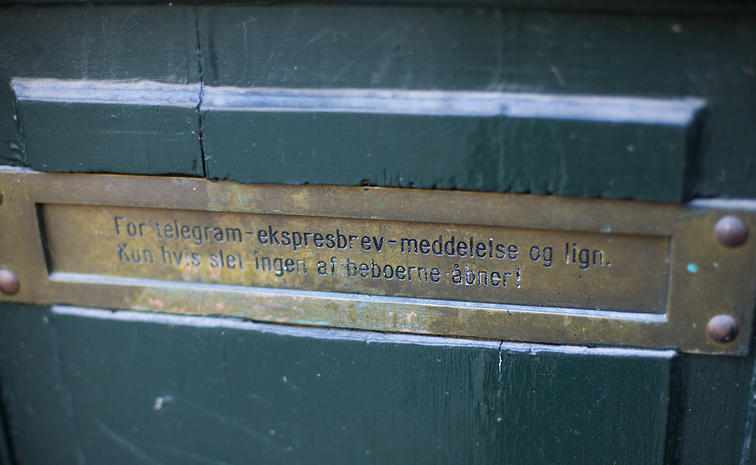 For telegram-ekspresbrev-meddelelse og lign.
Kun hvis slet ingen af beboerne åbner!